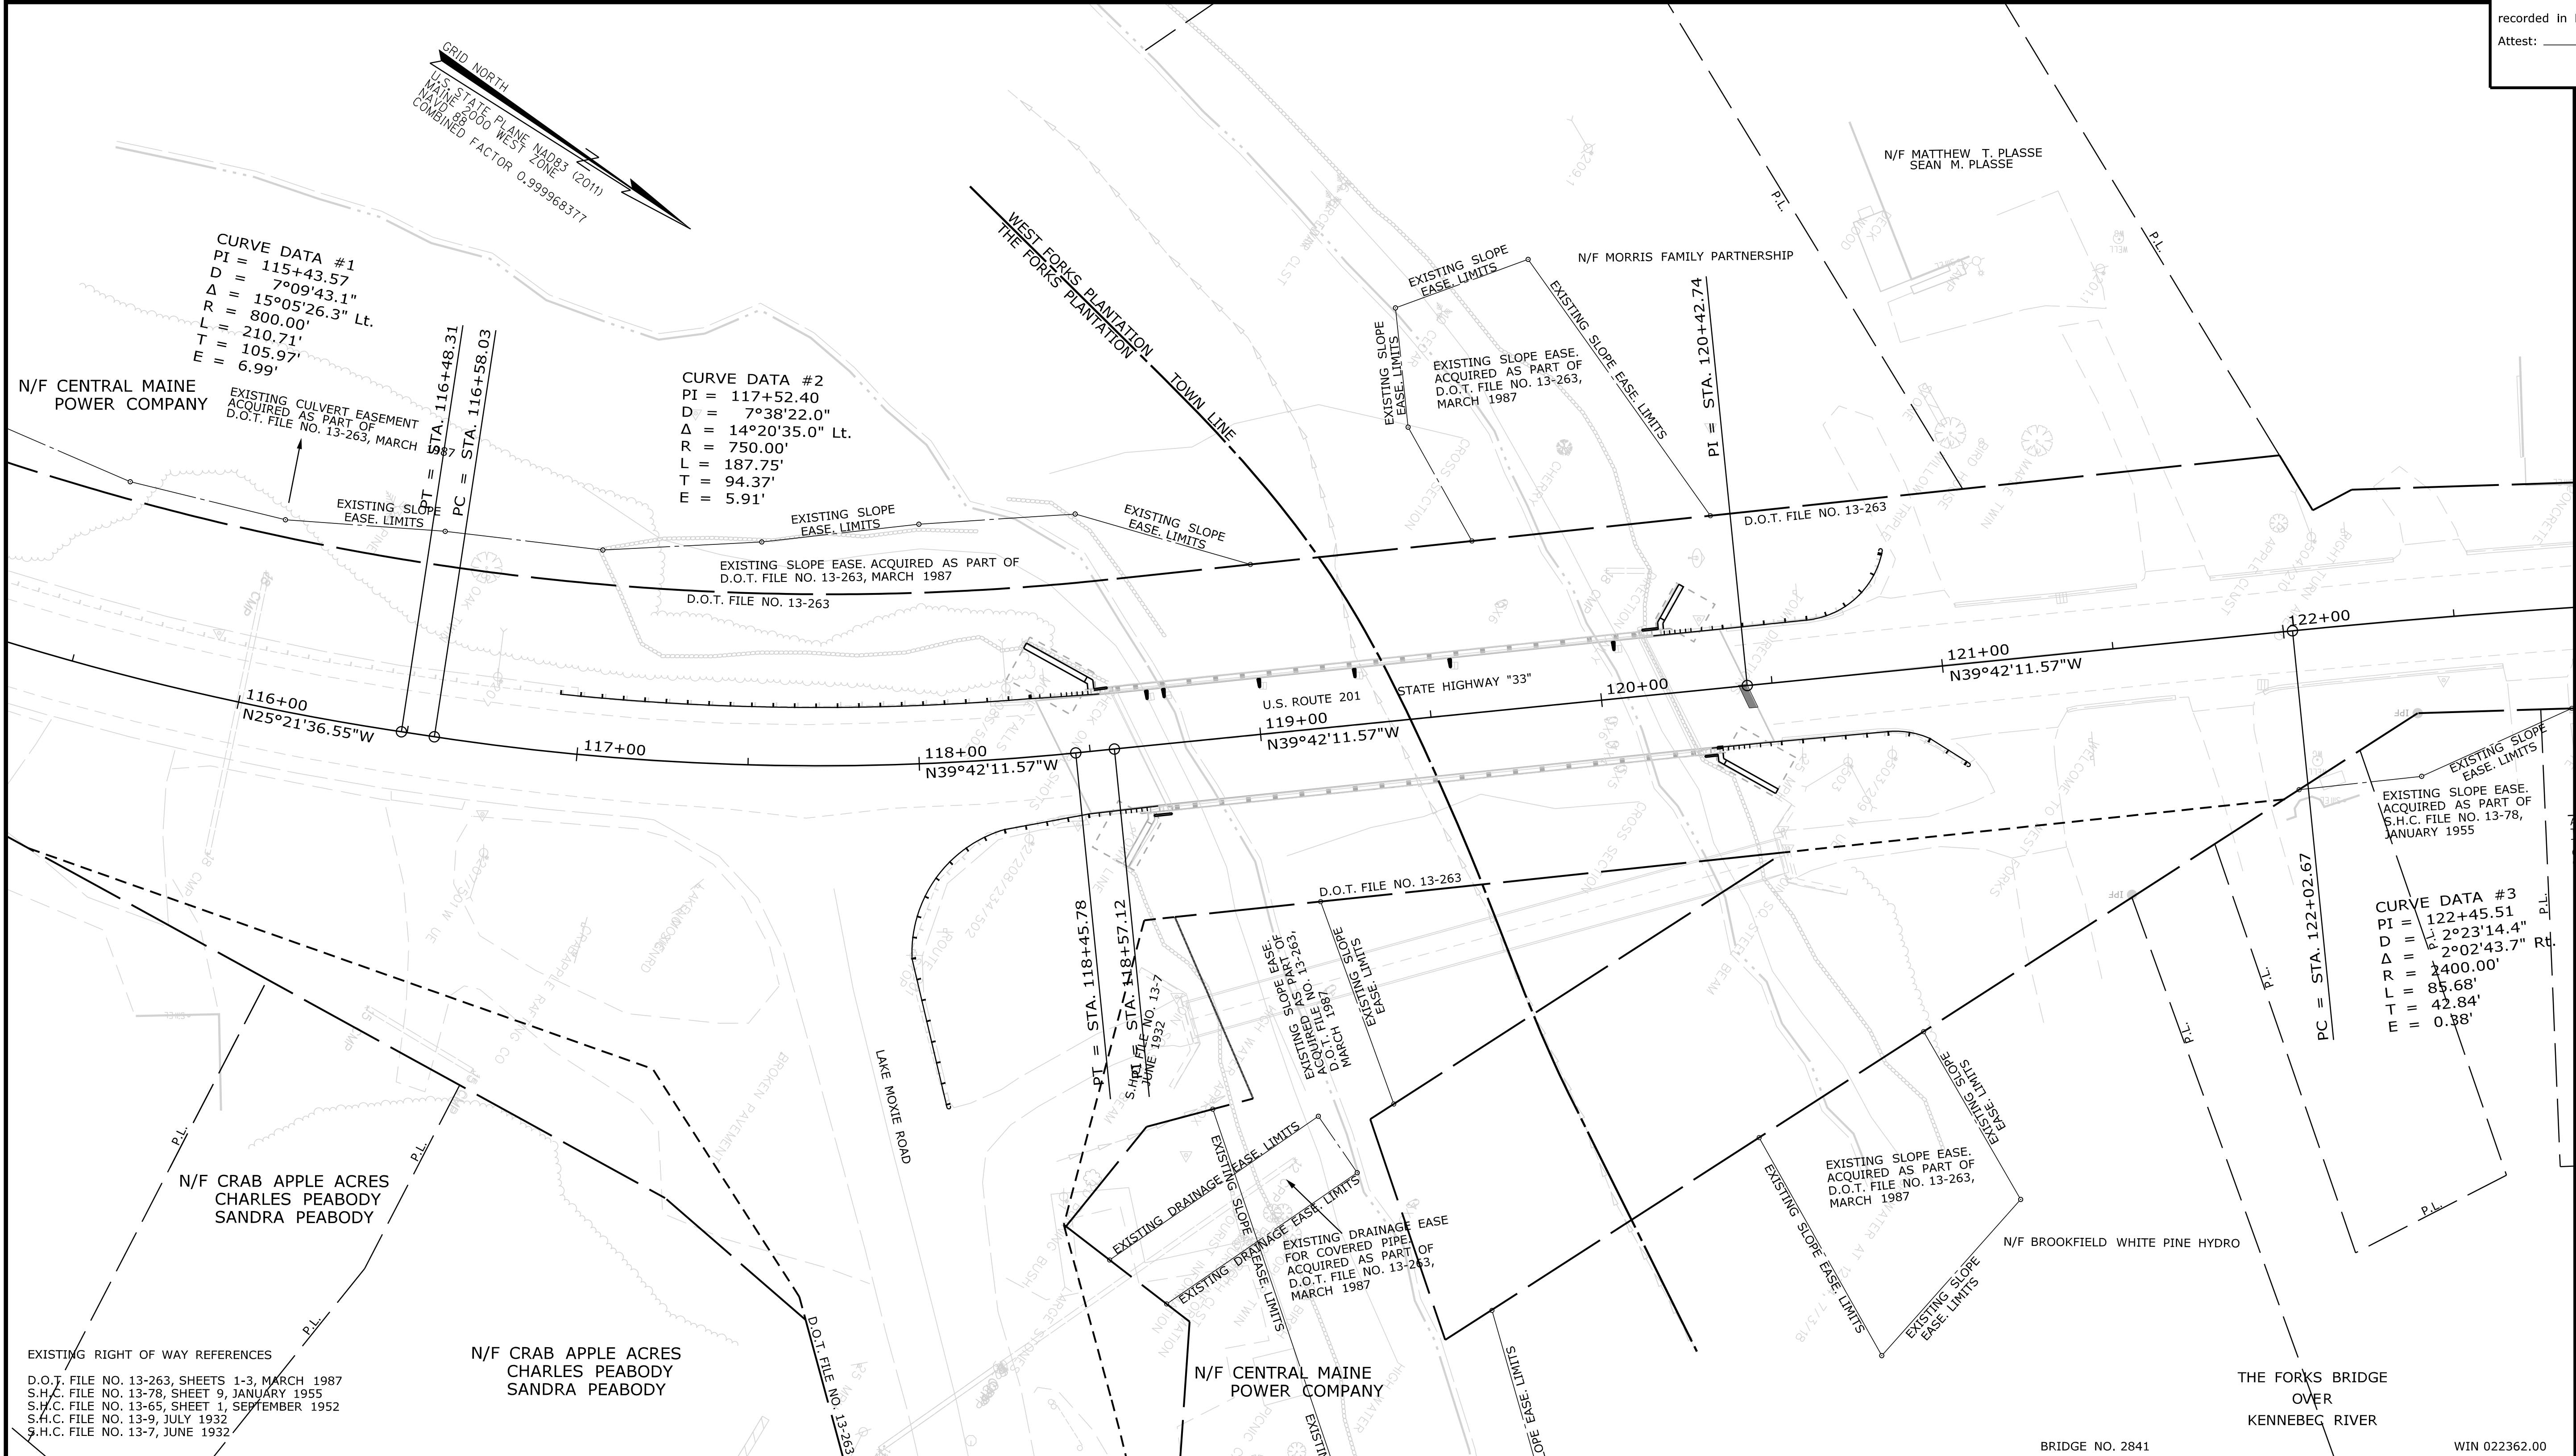 recorded in
Attest:
GRID NORTH
U.S. STATE PLANE NAD83 (2011)
MAINE 2000 WEST ZONE
NAVD 88
COMBINED FACTOR 0.999968377
CURVE DATA #1
PI = 115+43.57
D = 7°09'43.1"
Δ = 15°05'26.3" Lt.
R = 800.00'
L = 210.71'
T = 105.97'
E = 6.99'
N/F CENTRAL MAINE
POWER COMPANY
EXISTING CULVERT EASEMENT
ACQUIRED AS PART OF
D.O.T. FILE NO. 13-263, MARCH 1987
PT = STA. 116+48.31
PC = STA. 116+58.03
EXISTING SLOPE
EASE. LIMITS
CURVE DATA #2
PI = 117+52.40
D = 7°38'22.0"
Δ = 14°20'35.0" Lt.
R = 750.00'
L = 187.75'
T = 94.37'
E = 5.91'
EXISTING SLOPE
EASE. LIMITS
EXISTING SLOPE
EASE. LIMITS
EXISTING SLOPE EASE. ACQUIRED AS PART OF
D.O.T. FILE NO. 13-263, MARCH 1987
D.O.T. FILE NO. 13-263
WEST FORKS PLANTATION
THE FORKS PLANTATION
TOWN LINE
EXISTING SLOPE
EASE. LIMITS
EXISTING SLOPE
EASE. LIMITS
EXISTING SLOPE EASE. LIMITS
EXISTING SLOPE EASE.
ACQUIRED AS PART OF
D.O.T. FILE NO. 13-263,
MARCH 1987
N/F MORRIS FAMILY PARTNERSHIP
PI = STA. 120+42.74
N/F MATTHEW T. PLASSE
SEAN M. PLASSE
P.L.
P.L.
DECK
WOOD
WELL
D.O.T. FILE NO. 13-263
116+00
N25°21'36.55"W
117+00
118+00
N39°42'11.57"W
119+00
N39°42'11.57"W
U.S. ROUTE 201
STATE HIGHWAY "33"
120+00
121+00
N39°42'11.57"W
122+00
PT = STA. 118+45.78
PI = STA. 118+57.12
S.H.C. FILE NO. 13-7
JUNE 1932
LAKE MOXIE ROAD
BROKEN PAVEMENT
CRABAPPLE RAFTING CO
D.O.T. FILE NO. 13-263
EXISTING SLOPE EASE.
ACQUIRED AS PART OF
D.O.T. FILE NO. 13-263,
MARCH 1987
EXISTING SLOPE
EASE. LIMITS
EXISTING SLOPE
EASE. LIMITS
EXISTING SLOPE EASE.
ACQUIRED AS PART OF
S.H.C. FILE NO. 13-78,
JANUARY 1955
PC = STA. 122+02.67
CURVE DATA #3
PI = 122+45.51
D = 2°23'14.4"
Δ = 2°02'43.7" Rt.
R = 2400.00'
L = 85.68'
T = 42.84'
E = 0.38'
P.L.
P.L.
P.L.
P.L.
P.L.
IPF
IPF
EXISTING SLOPE
EASE. LIMITS
EXISTING SLOPE EASE.
ACQUIRED AS PART OF
D.O.T. FILE NO. 13-263,
MARCH 1987
EXISTING SLOPE EASE. LIMITS
EXISTING SLOPE
EASE. LIMITS
N/F BROOKFIELD WHITE PINE HYDRO
EXISTING DRAINAGE EASE. LIMITS
EXISTING DRAINAGE EASE. LIMITS
EXISTING SLOPE EASE. LIMITS
EXISTING DRAINAGE EASE
FOR COVERED PIPE.
ACQUIRED AS PART OF
D.O.T. FILE NO. 13-263,
MARCH 1987
P.L.
P.L.
P.L.
N/F CRAB APPLE ACRES
CHARLES PEABODY
SANDRA PEABODY
N/F CRAB APPLE ACRES
CHARLES PEABODY
SANDRA PEABODY
D.O.T. FILE NO. 13-263
N/F CENTRAL MAINE
POWER COMPANY
EXISTING RIGHT OF WAY REFERENCES
D.O.T. FILE NO. 13-263, SHEETS 1-3, MARCH 1987
S.H.C. FILE NO. 13-78, SHEET 9, JANUARY 1955
S.H.C. FILE NO. 13-65, SHEET 1, SEPTEMBER 1952
S.H.C. FILE NO. 13-9, JULY 1932
S.H.C. FILE NO. 13-7, JUNE 1932
THE FORKS BRIDGE
OVER
KENNEBEC RIVER
BRIDGE NO. 2841
WIN 022362.00